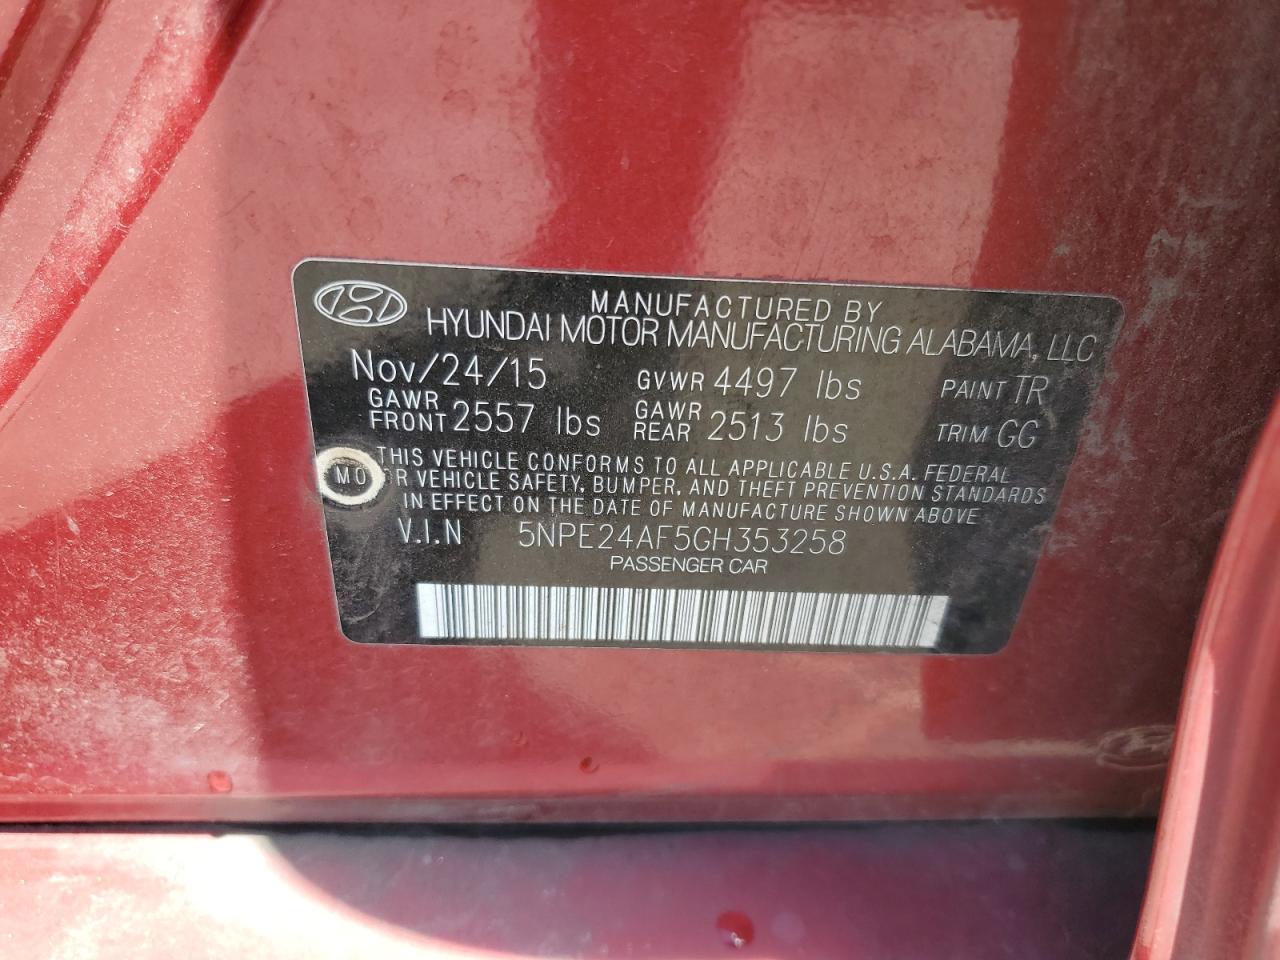 MANUFACTURED BY
HYUNDAI MOTOR MANUFACTURING ALABAMA, LLC
Nov/24/15 GVWR 4497 lbs PAINT TR
GAWR FRONT 2557 lbs GAWR REAR 2513 lbs TRIM GG
THIS VEHICLE CONFORMS TO ALL APPLICABLE U.S.A. FEDERAL
MO R VEHICLE SAFETY, BUMPER, AND THEFT PREVENTION STANDARDS
IN EFFECT ON THE DATE OF MANUFACTURE SHOWN ABOVE
V.I.N 5NPE24AF5GH353258
PASSENGER CAR